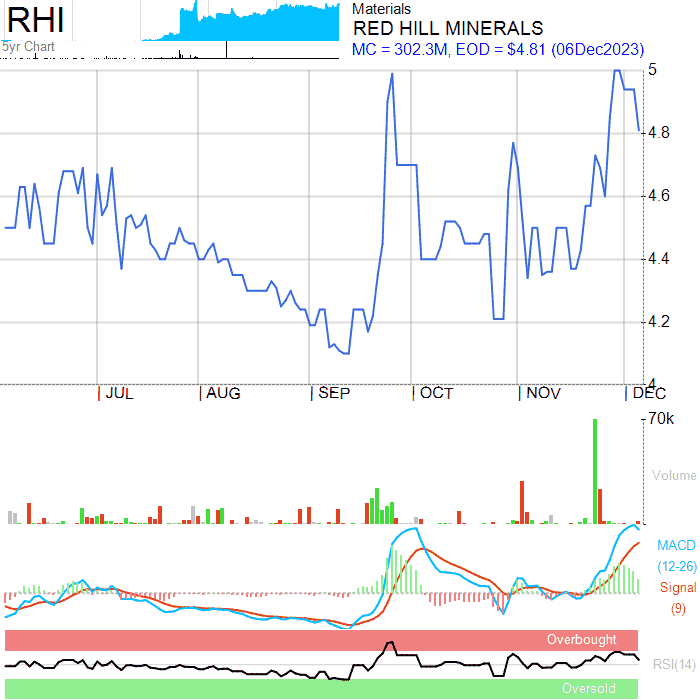 RHI
5yr Chart
Materials
RED HILL MINERALS
MC = 302.3M, EOD = $4.81 (06Dec2023)
5
4.8
4.6
4.4
4.2
4
JUL AUG SEP OCT NOV DEC
70k
Volume
MACD
(12-26)
Signal
(9)
Overbought
RSI(14)
Oversold